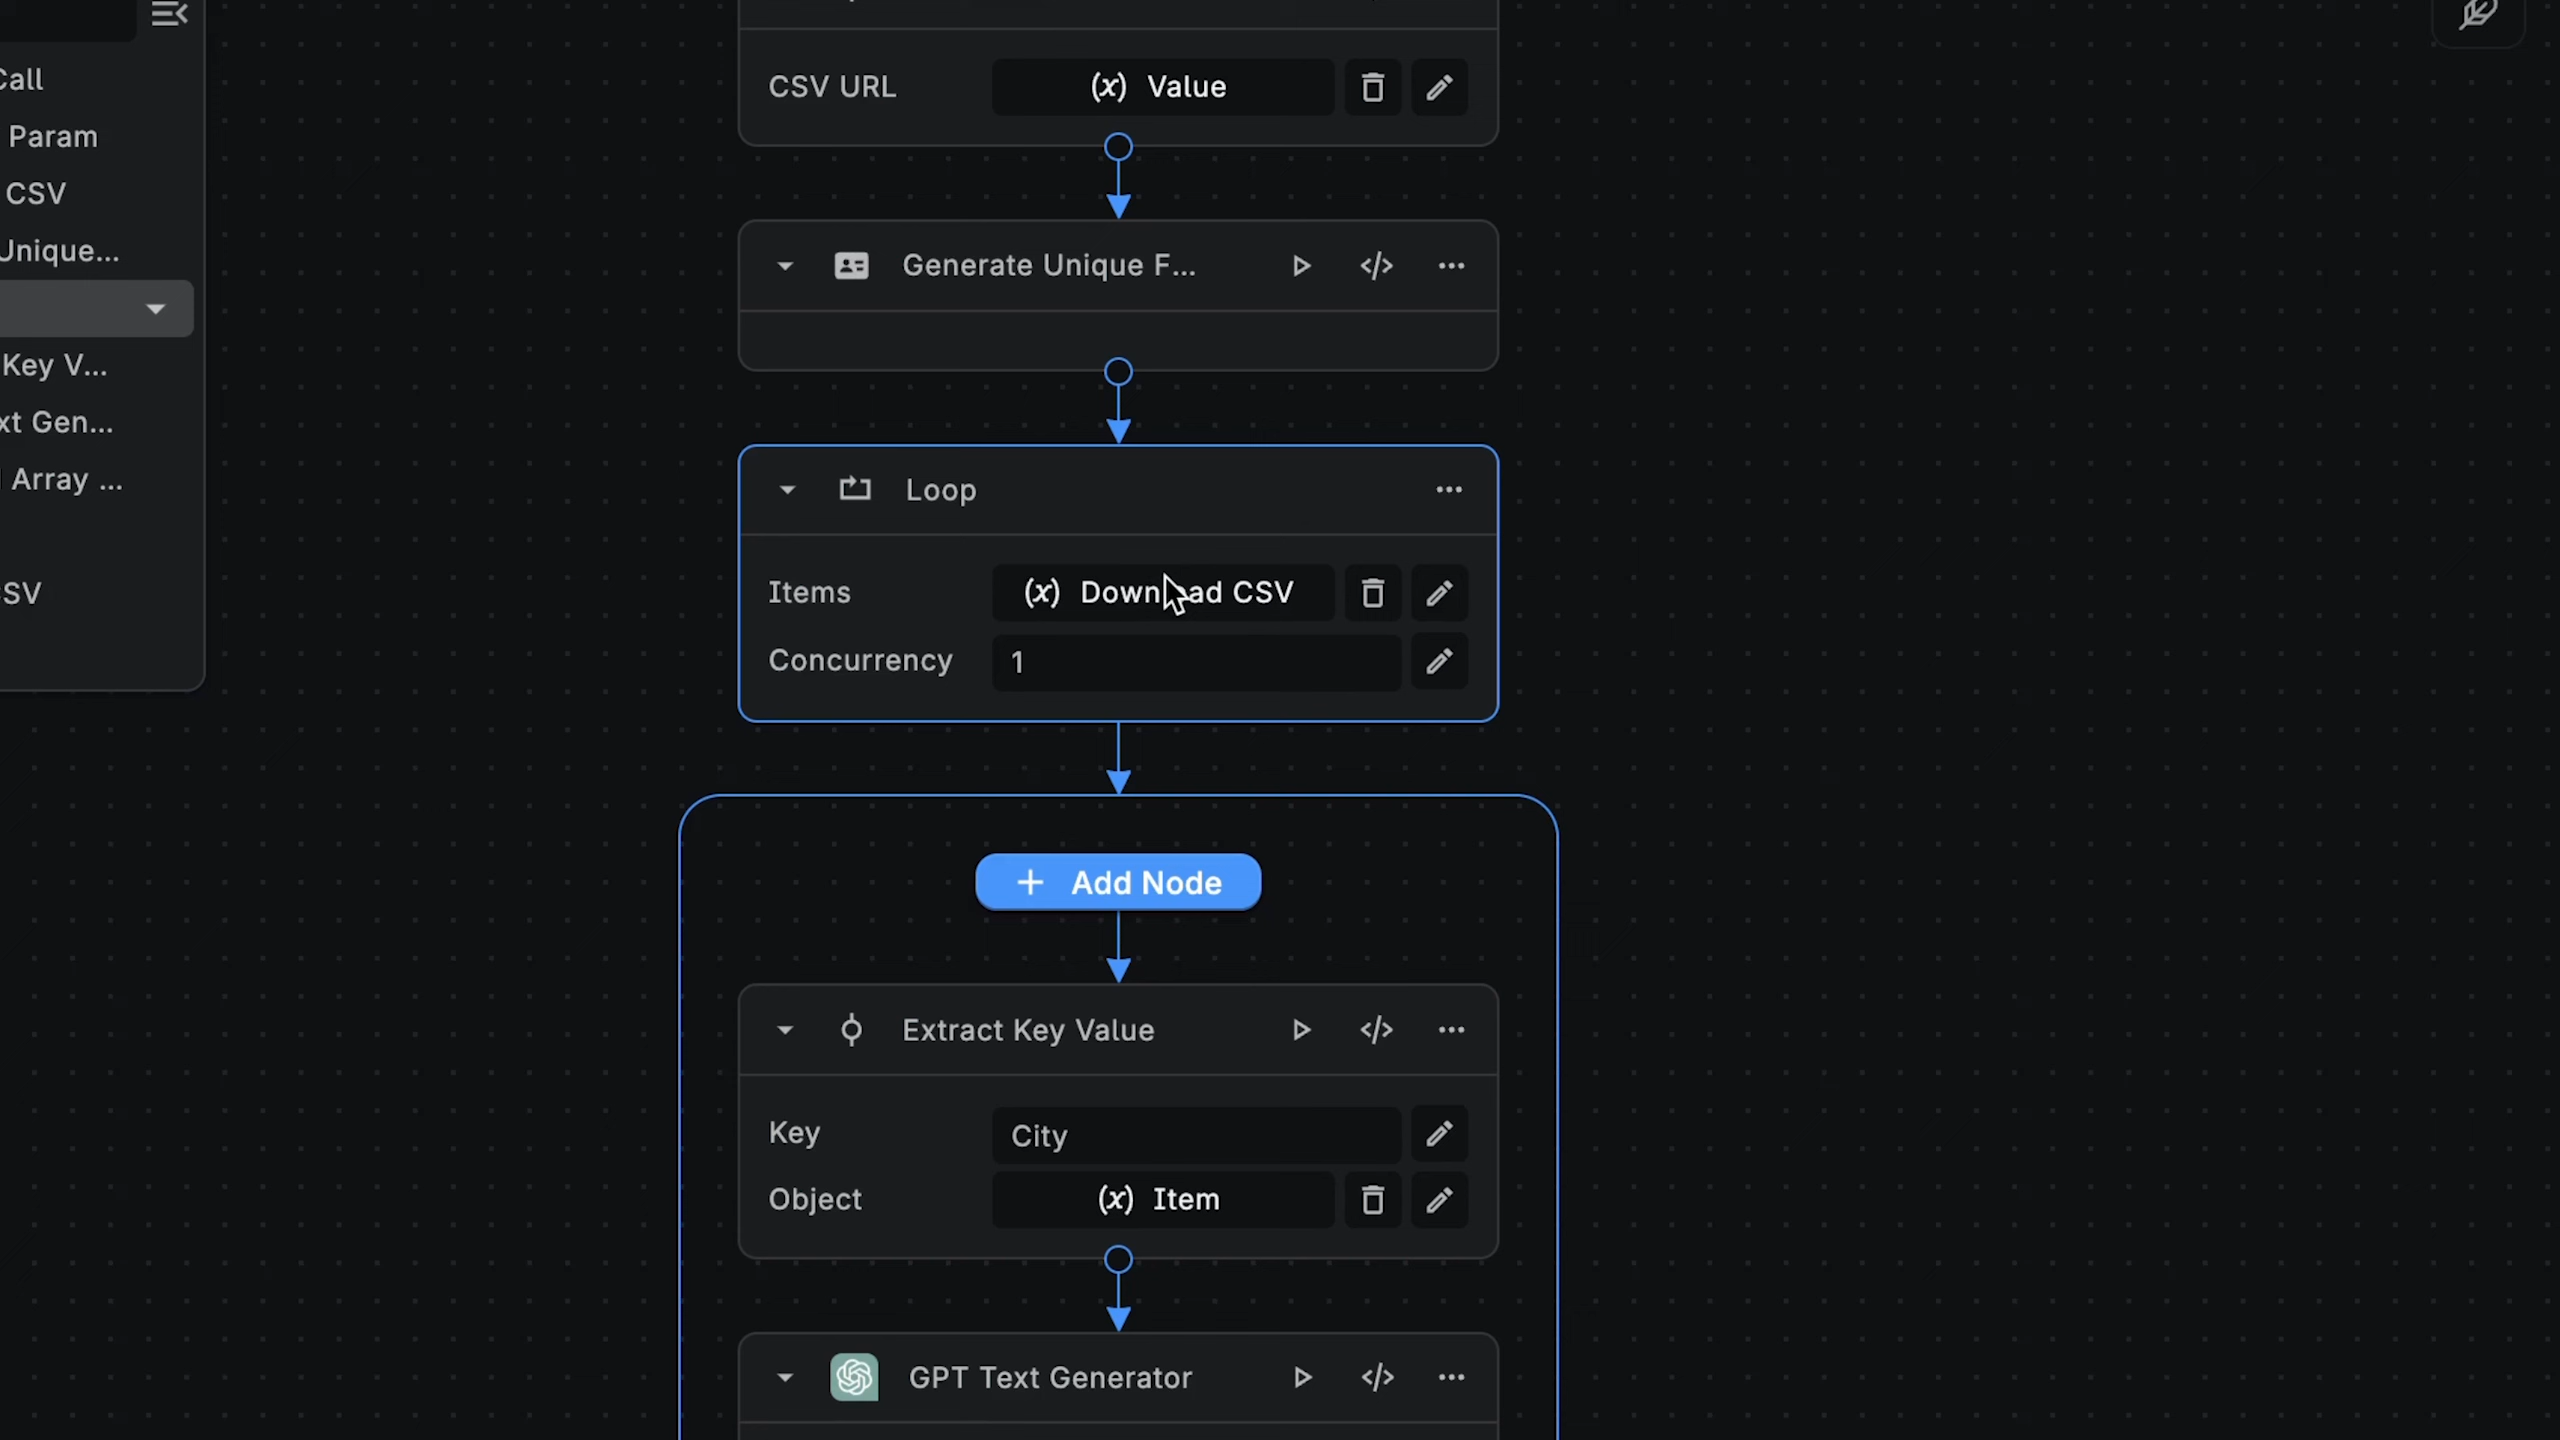 Call
Param
CSV
Unique...
Key V...
xt Gen...
Array ...
SV
CSV URL
(x) Value
Generate Unique F...
</>
Loop
Items
(x) Download CSV
Concurrency
1
+ Add Node
Extract Key Value
</>
Key
City
Object
(x) Item
GPT Text Generator
</>